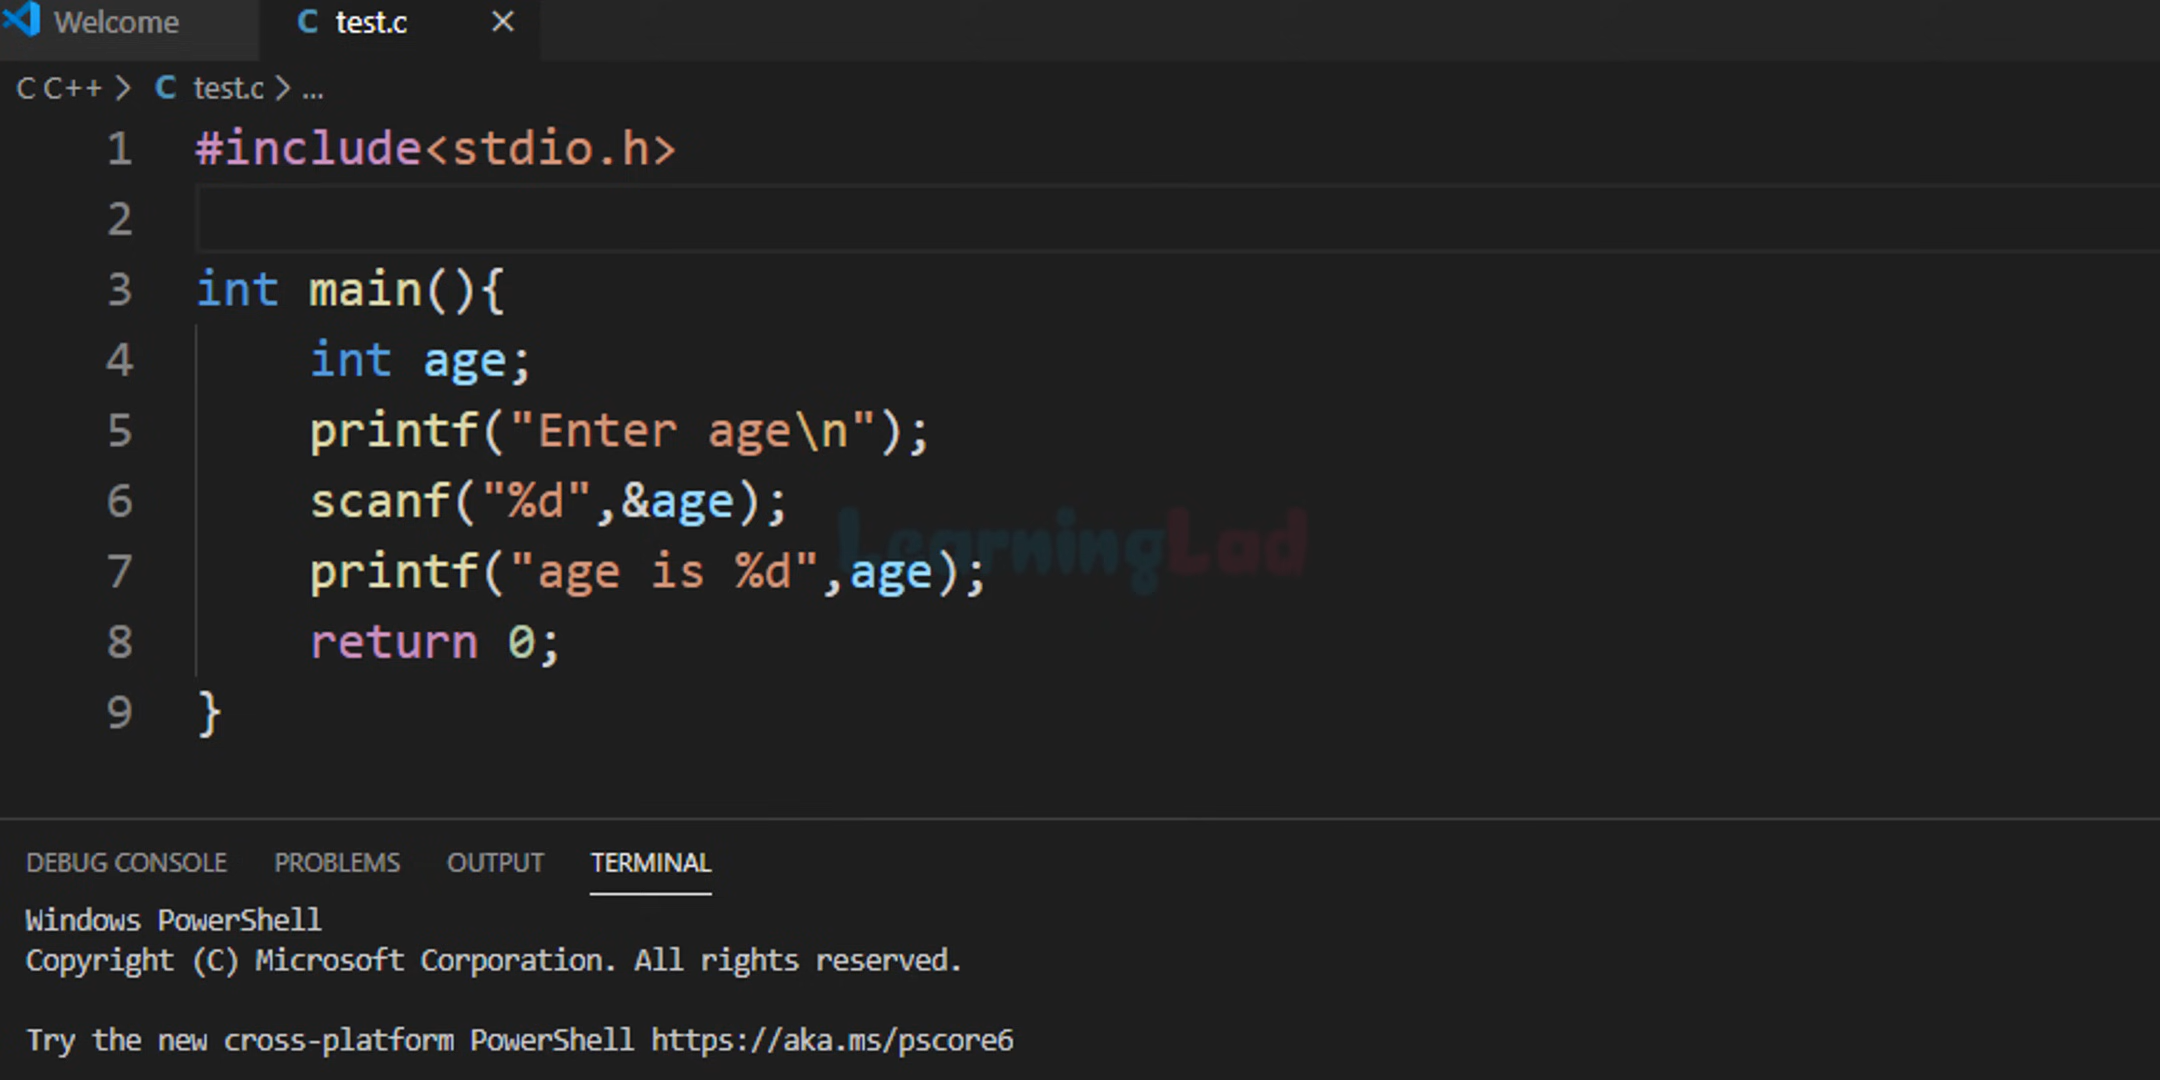 Welcome
C test.c ×
C C++ > C test.c > ...
1 #include<stdio.h>
2
3 int main(){
4     int age;
5     printf("Enter age\n");
6     scanf("%d",&age);
7     printf("age is %d",age);
8     return 0;
9 }
LearningLad
DEBUG CONSOLE PROBLEMS OUTPUT TERMINAL
Windows PowerShell
Copyright (C) Microsoft Corporation. All rights reserved.
Try the new cross-platform PowerShell https://aka.ms/pscore6